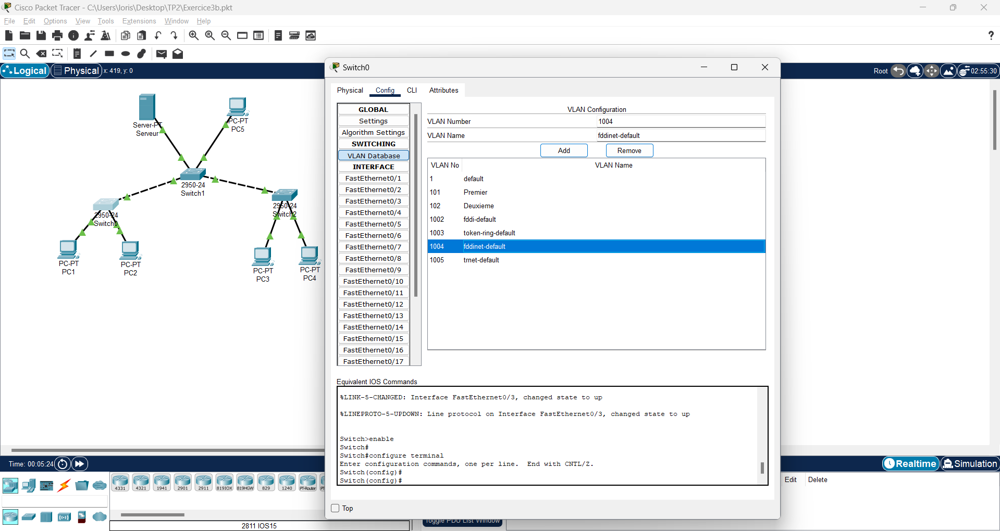 Cisco Packet Tracer - C:\Users\loris\Desktop\TP2\Exercice3b.pkt
File Edit Options View Tools Extensions Window Help
Logical Physical x: 419, y: 0
Root 02:55:30
Server-PT
Serveur
PC-PT
PC5
2950-24
Switch1
2950-24
Switch0
2950-24
Switch2
PC-PT
PC1
PC-PT
PC2
PC-PT
PC3
PC-PT
PC4
Switch0
Physical Config CLI Attributes
GLOBAL
Settings
Algorithm Settings
SWITCHING
VLAN Database
INTERFACE
FastEthernet0/1
FastEthernet0/2
FastEthernet0/3
FastEthernet0/4
FastEthernet0/5
FastEthernet0/6
FastEthernet0/7
FastEthernet0/8
FastEthernet0/9
FastEthernet0/10
FastEthernet0/11
FastEthernet0/12
FastEthernet0/13
FastEthernet0/14
FastEthernet0/15
FastEthernet0/16
FastEthernet0/17
VLAN Configuration
VLAN Number 1004
VLAN Name fddinet-default
Add Remove
VLAN No VLAN Name
1 default
101 Premier
102 Deuxieme
1002 fddi-default
1003 token-ring-default
1004 fddinet-default
1005 trnet-default
Equivalent IOS Commands
%LINK-5-CHANGED: Interface FastEthernet0/3, changed state to up
%LINEPROTO-5-UPDOWN: Line protocol on Interface FastEthernet0/3, changed state to up
Switch>enable
Switch#
Switch#configure terminal
Enter configuration commands, one per line. End with CNTL/Z.
Switch(config)#
Switch(config)#
Top
Time: 00:05:24
Realtime Simulation
4331 4321 1941 2901 2911 819IOX 819HGW 829 1240 PT-Router
2811 IOS15
Toggle PDU List Window
Edit Delete